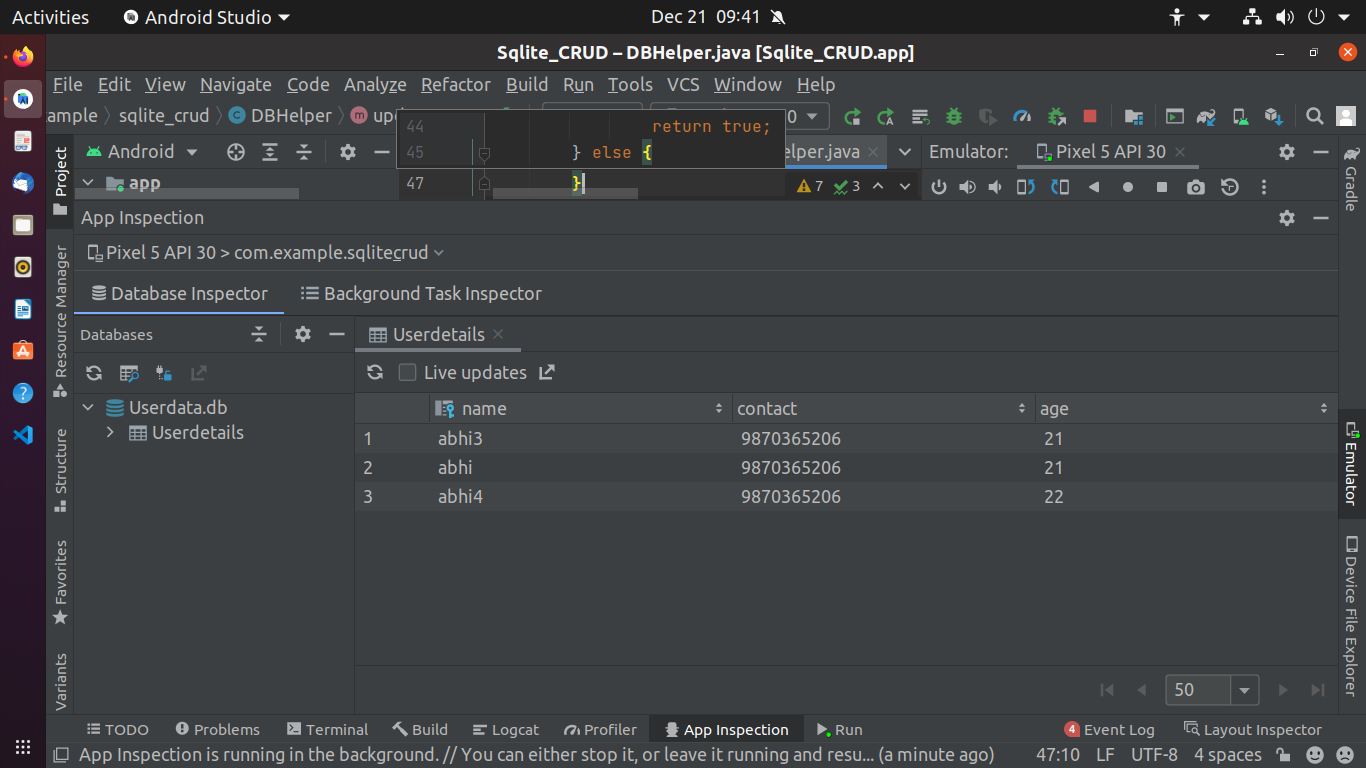 Activities Android Studio Dec 21 09:41
Sqlite_CRUD – DBHelper.java [Sqlite_CRUD.app]
File Edit View Navigate Code Analyze Refactor Build Run Tools VCS Window Help
ample sqlite_crud DBHelper 0
44 return true;
45 } else {
47 }
Android elper.java Emulator: Pixel 5 API 30
app 7 3
App Inspection
Pixel 5 API 30 > com.example.sqlitecrud
Database Inspector Background Task Inspector
Databases Userdetails
Live updates
Userdata.db
Userdetails
name contact age
1 abhi3 9870365206 21
2 abhi 9870365206 21
3 abhi4 9870365206 22
50
Project
Resource Manager
Structure
Favorites
Variants
Gradle
Emulator
Device File Explorer
TODO Problems Terminal Build Logcat Profiler App Inspection Run 4 Event Log Layout Inspector
App Inspection is running in the background. // You can either stop it, or leave it running and resu... (a minute ago) 47:10 LF UTF-8 4 spaces